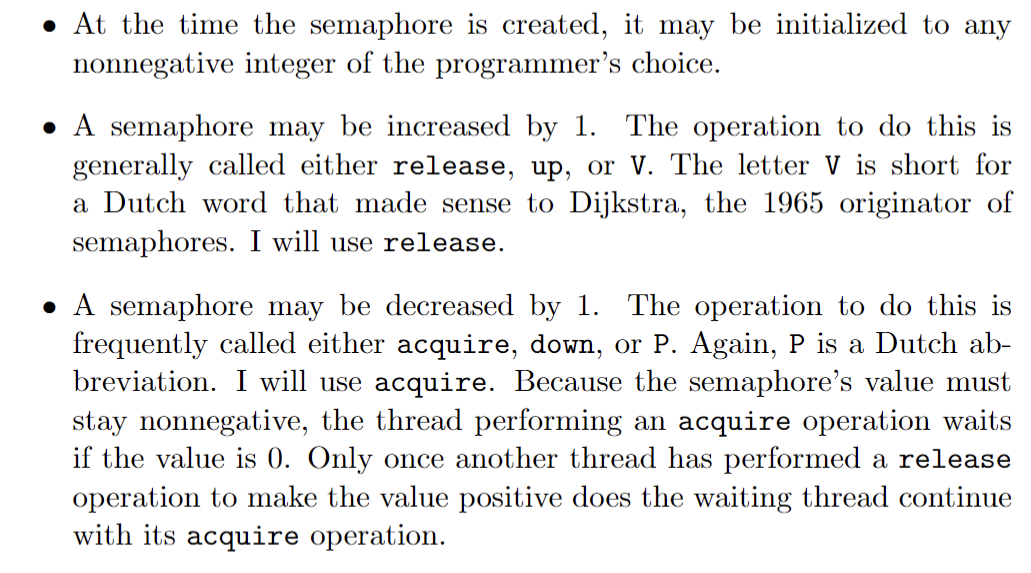 • At the time the semaphore is created, it may be initialized to any
nonnegative integer of the programmer's choice.
• A semaphore may be increased by 1. The operation to do this is
generally called either release, up, or V. The letter V is short for
a Dutch word that made sense to Dijkstra, the 1965 originator of
semaphores. I will use release.
• A semaphore may be decreased by 1. The operation to do this is
frequently called either acquire, down, or P. Again, P is a Dutch ab-
breviation. I will use acquire. Because the semaphore's value must
stay nonnegative, the thread performing an acquire operation waits
if the value is 0. Only once another thread has performed a release
operation to make the value positive does the waiting thread continue
with its acquire operation.